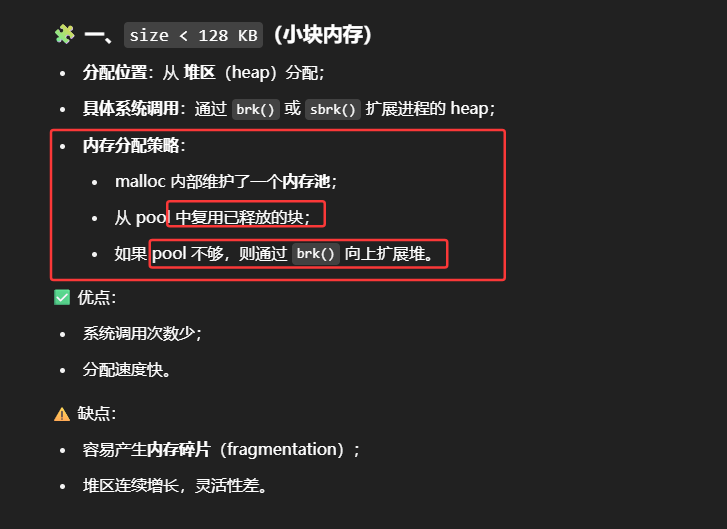 🧩 一、size < 128 KB（小块内存）
• 分配位置：从 堆区（heap）分配；
• 具体系统调用：通过 brk() 或 sbrk() 扩展进程的 heap；
• 内存分配策略：
• malloc 内部维护了一个内存池；
• 从 pool 中复用已释放的块；
• 如果 pool 不够，则通过 brk() 向上扩展堆。
✅ 优点：
• 系统调用次数少；
• 分配速度快。
⚠️ 缺点：
• 容易产生内存碎片（fragmentation）；
• 堆区连续增长，灵活性差。